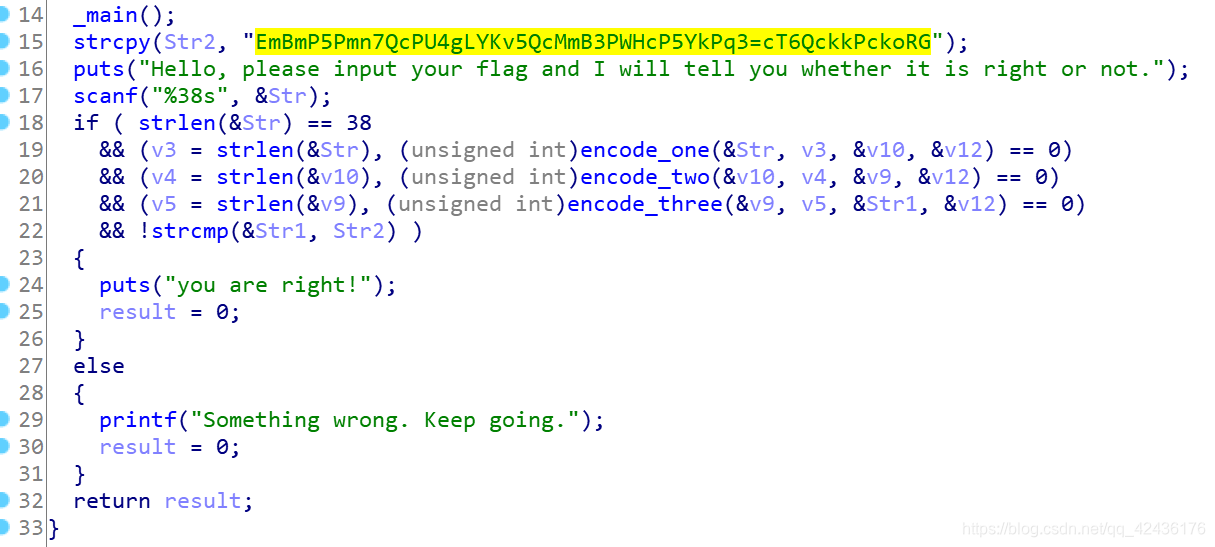 14 _main();
15 strcpy(Str2, "EmBmP5Pmn7QcPU4gLYKv5QcMmB3PWHcP5YkPq3=cT6QckkPckoRG");
16 puts("Hello, please input your flag and I will tell you whether it is right or not.");
17 scanf("%38s", &Str);
18 if ( strlen(&Str) == 38
19 && (v3 = strlen(&Str), (unsigned int)encode_one(&Str, v3, &v10, &v12) == 0)
20 && (v4 = strlen(&v10), (unsigned int)encode_two(&v10, v4, &v9, &v12) == 0)
21 && (v5 = strlen(&v9), (unsigned int)encode_three(&v9, v5, &Str1, &v12) == 0)
22 && !strcmp(&Str1, Str2) )
23 {
24 puts("you are right!");
25 result = 0;
26 }
27 else
28 {
29 printf("Something wrong. Keep going.");
30 result = 0;
31 }
32 return result;
33 }
https://blog.csdn.net/qq_42436176